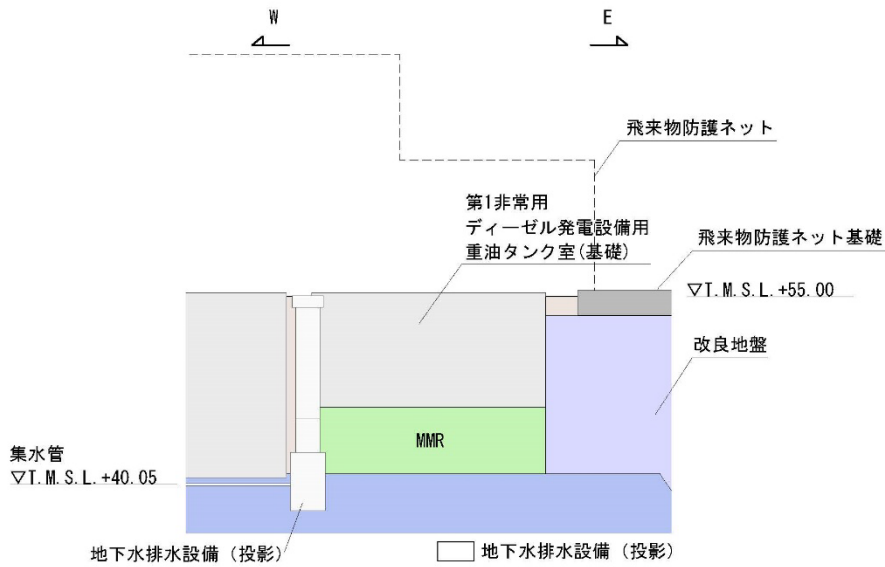 W
E
飛来物防護ネット
第1非常用
ディーゼル発電設備用
重油タンク室(基礎)
飛来物防護ネット基礎
▽T.M.S.L.+55.00
改良地盤
MMR
集水管
▽T.M.S.L.+40.05
地下水排水設備（投影）
地下水排水設備（投影）